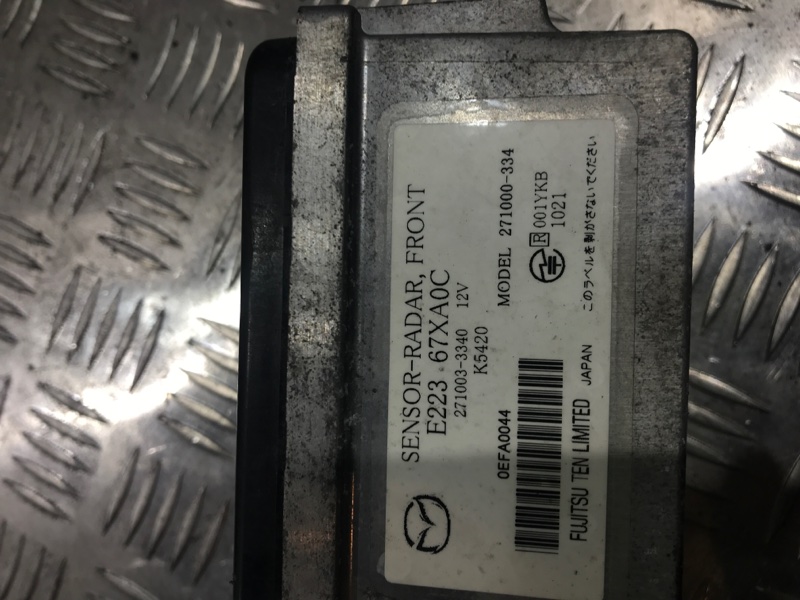 SENSOR-RADAR, FRONT
E223 67XA0C
271003-3340 12V
K5420
MODEL 271000-334
0EFA0044
R 001YKB
1021
FUJITSU TEN LIMITED JAPAN
このラベルを剥がさないでください